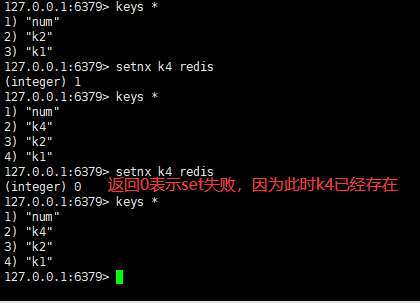 127.0.0.1:6379> keys *
1) "num"
2) "k2"
3) "k1"
127.0.0.1:6379> setnx k4 redis
(integer) 1
127.0.0.1:6379> keys *
1) "num"
2) "k4"
3) "k2"
4) "k1"
127.0.0.1:6379> setnx k4 redis
(integer) 0 返回0表示set失败，因为此时k4已经存在
127.0.0.1:6379> keys *
1) "num"
2) "k4"
3) "k2"
4) "k1"
127.0.0.1:6379>